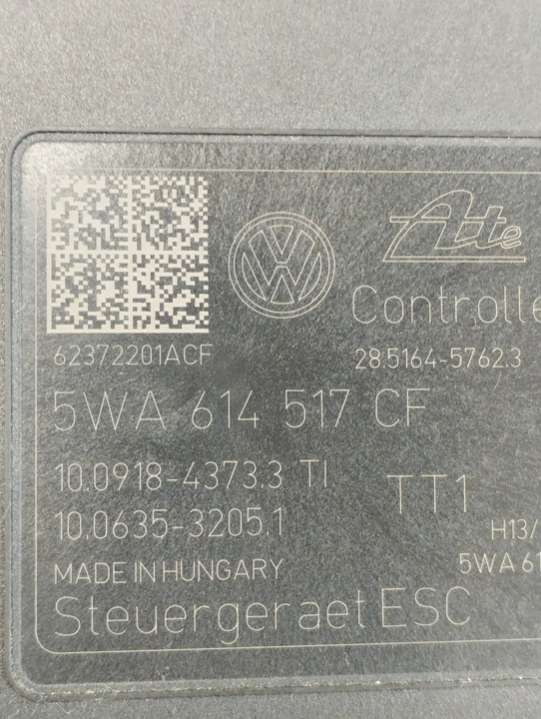 Ate
Controlle
62372201ACF
28.5164-5762.3
5WA 614 517 CF
10.0918-4373.3 TI
TT1
10.0635-3205.1
H13/
MADE IN HUNGARY
5WA 61
Steuergeraet ESC